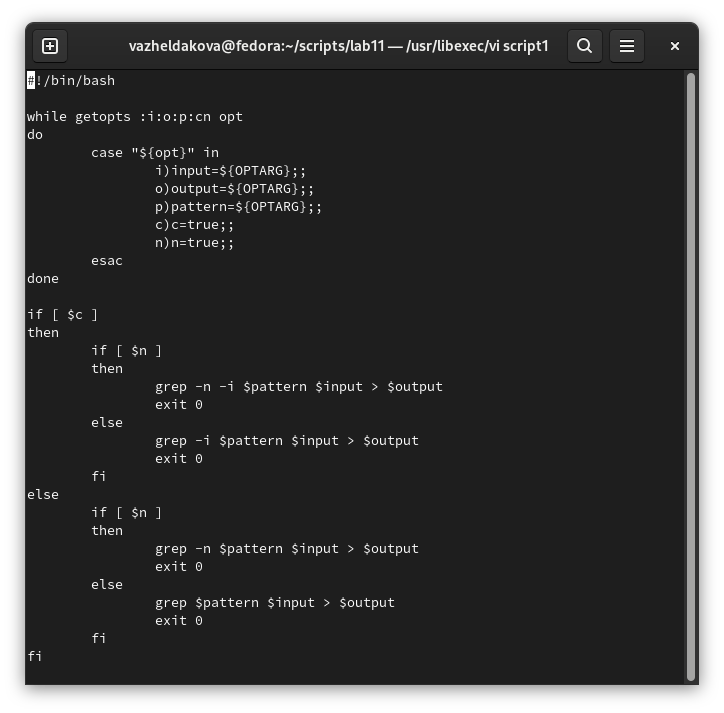 vazheldakova@fedora:~/scripts/lab11 — /usr/libexec/vi script1
#!/bin/bash
while getopts :i:o:p:cn opt
do
case "${opt}" in
i)input=${OPTARG};;
o)output=${OPTARG};;
p)pattern=${OPTARG};;
c)c=true;;
n)n=true;;
esac
done
if [ $c ]
then
if [ $n ]
then
grep -n -i $pattern $input > $output
exit 0
else
grep -i $pattern $input > $output
exit 0
fi
else
if [ $n ]
then
grep -n $pattern $input > $output
exit 0
else
grep $pattern $input > $output
exit 0
fi
fi